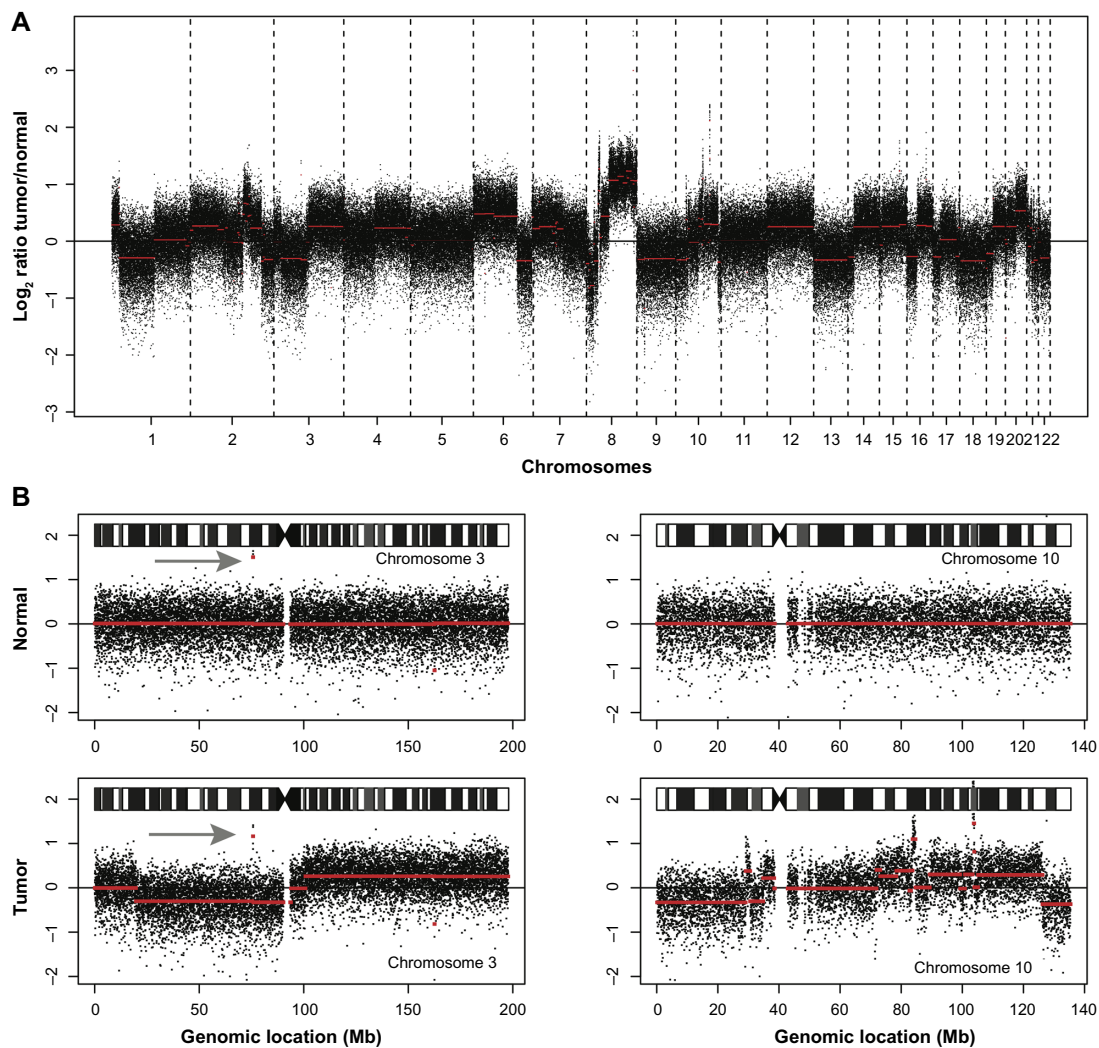 A
Log2 ratio tumor/normal
3
2
1
0
−1
−2
−3
1 2 3 4 5 6 7 8 9 10 11 12 13 14 15 16 17 18 19 20 21 22
Chromosomes
B
Normal
2
1
0
−1
−2
Chromosome 3
0 50 100 150 200
2
1
0
−1
−2
Chromosome 10
0 20 40 60 80 100 120 140
Tumor
2
1
0
−1
−2
Chromosome 3
0 50 100 150 200
Genomic location (Mb)
2
1
0
−1
−2
Chromosome 10
0 20 40 60 80 100 120 140
Genomic location (Mb)